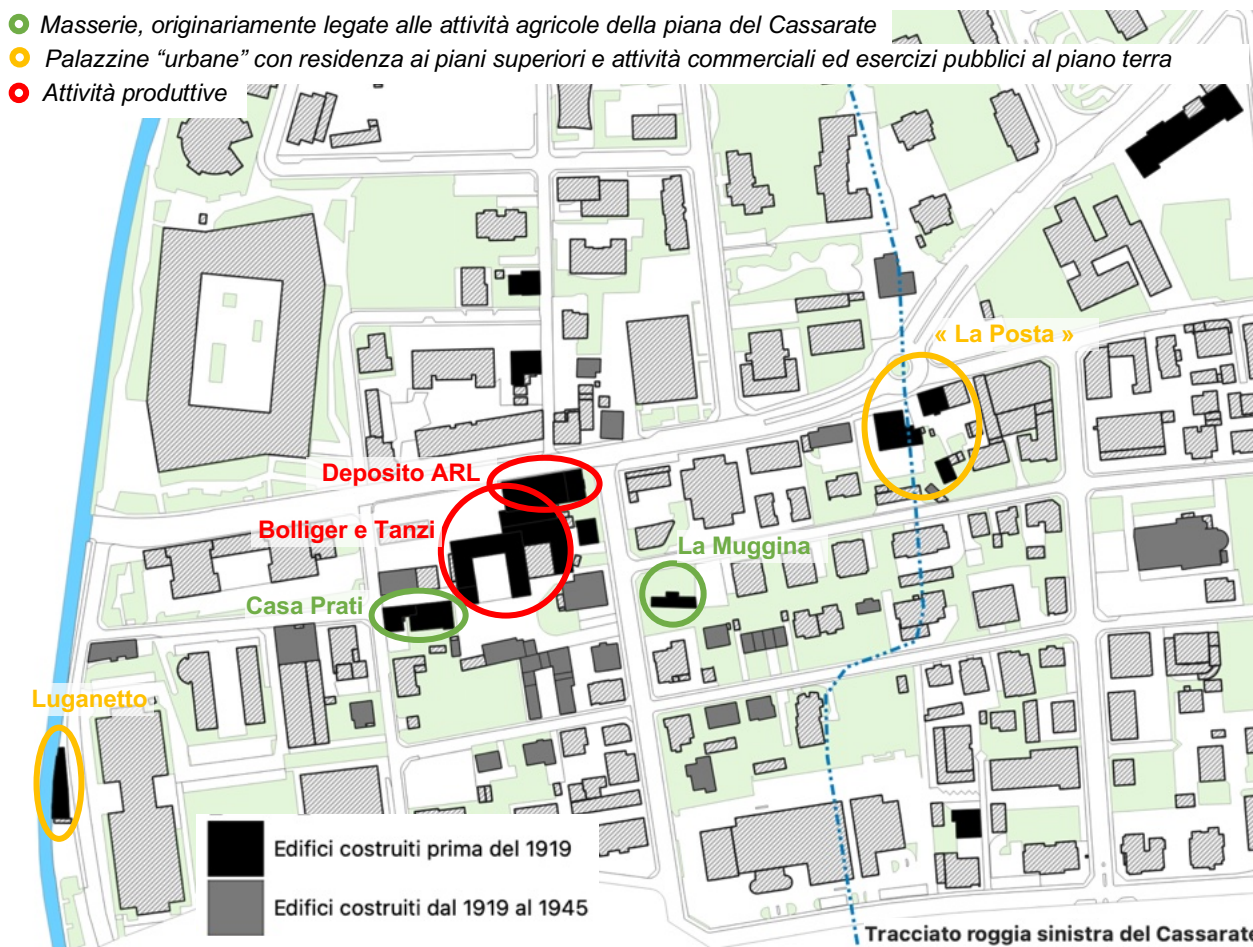 Masserie, originariamente legate alle attività agricole della piana del Cassarate
Palazzine “urbane” con residenza ai piani superiori e attività commerciali ed esercizi pubblici al piano terra
Attività produttive
« La Posta »
Deposito ARL
Bolliger e Tanzi
La Muggina
Casa Prati
Luganetto
Edifici costruiti prima del 1919
Edifici costruiti dal 1919 al 1945
Tracciato roggia sinistra del Cassarate